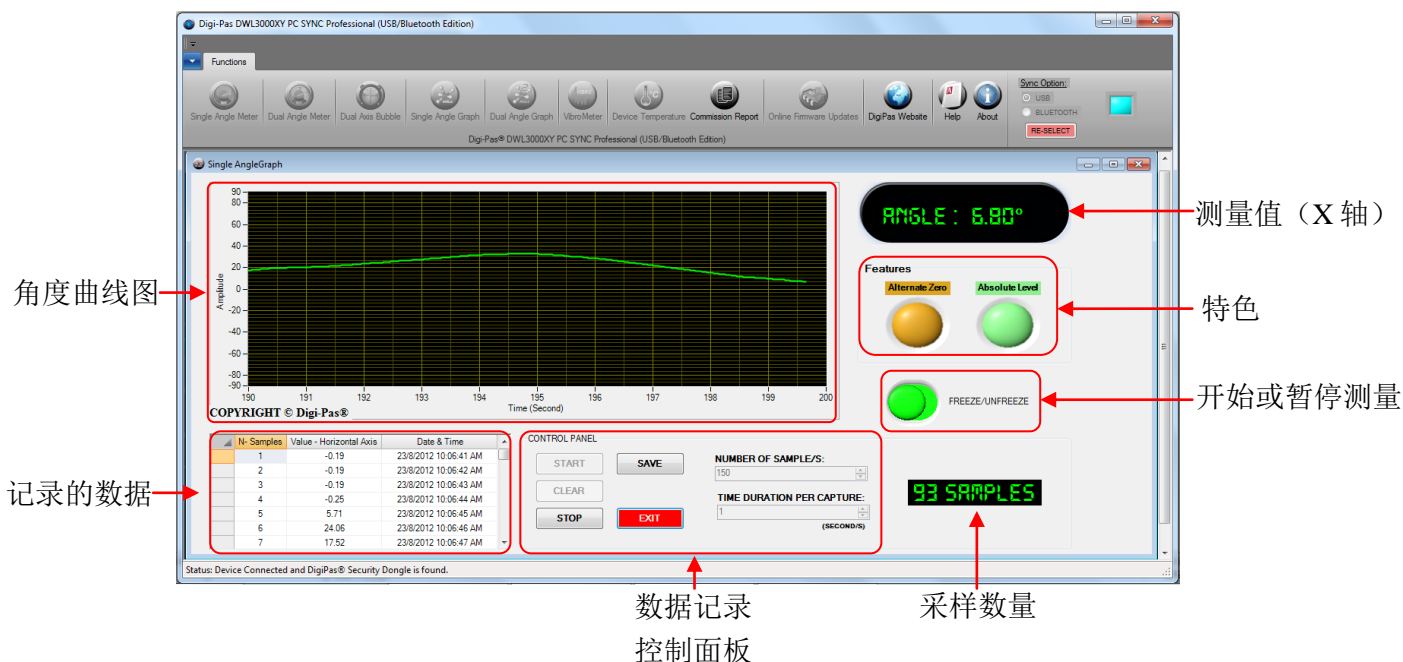 Digi-Pas DWL3000XY PC SYNC Professional (USB/Bluetooth Edition)
Functions
Single Angle Meter
Dual Angle Meter
Dual Axis Bubble
Single Angle Graph
Dual Angle Graph
VibroMeter
Device Temperature
Commission Report
Online Firmware Updates
DigiPas Website
Help
About
Sync Option:
USB
BLUETOOTH
RE-SELECT
Digi-Pas® DWL3000XY PC SYNC Professional (USB/Bluetooth Edition)
Single AngleGraph
90
80
60
40
20
0
-20
-40
-60
-80
-90
Amplitude
190 191 192 193 194 195 196 197 198 199 200
Time (Second)
COPYRIGHT © Digi-Pas®
ANGLE: 6.80°
测量值（X 轴）
角度曲线图
Features
Alternate Zero
Absolute Level
特色
FREEZE/UNFREEZE
开始或暂停测量
记录的数据
N- Samples Value - Horizontal Axis Date & Time
1 -0.19 23/8/2012 10:06:41 AM
2 -0.19 23/8/2012 10:06:42 AM
3 -0.19 23/8/2012 10:06:43 AM
4 -0.25 23/8/2012 10:06:44 AM
5 5.71 23/8/2012 10:06:45 AM
6 24.06 23/8/2012 10:06:46 AM
7 17.52 23/8/2012 10:06:47 AM
CONTROL PANEL
START
SAVE
CLEAR
STOP
EXIT
NUMBER OF SAMPLE/S:
150
TIME DURATION PER CAPTURE:
1
(SECOND/S)
93 SAMPLES
Status: Device Connected and DigiPas® Security Dongle is found.
数据记录
控制面板
采样数量